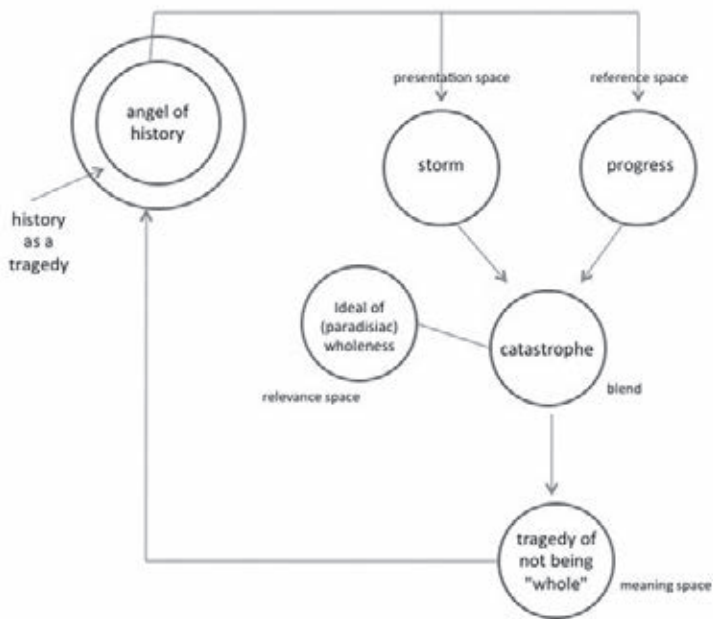 presentation space
reference space
angel of
history
storm
progress
history
as a
tragedy
Ideal of
(paradisiac)
wholeness
catastrophe
relevance space
blend
tragedy of
not being
"whole"
meaning space